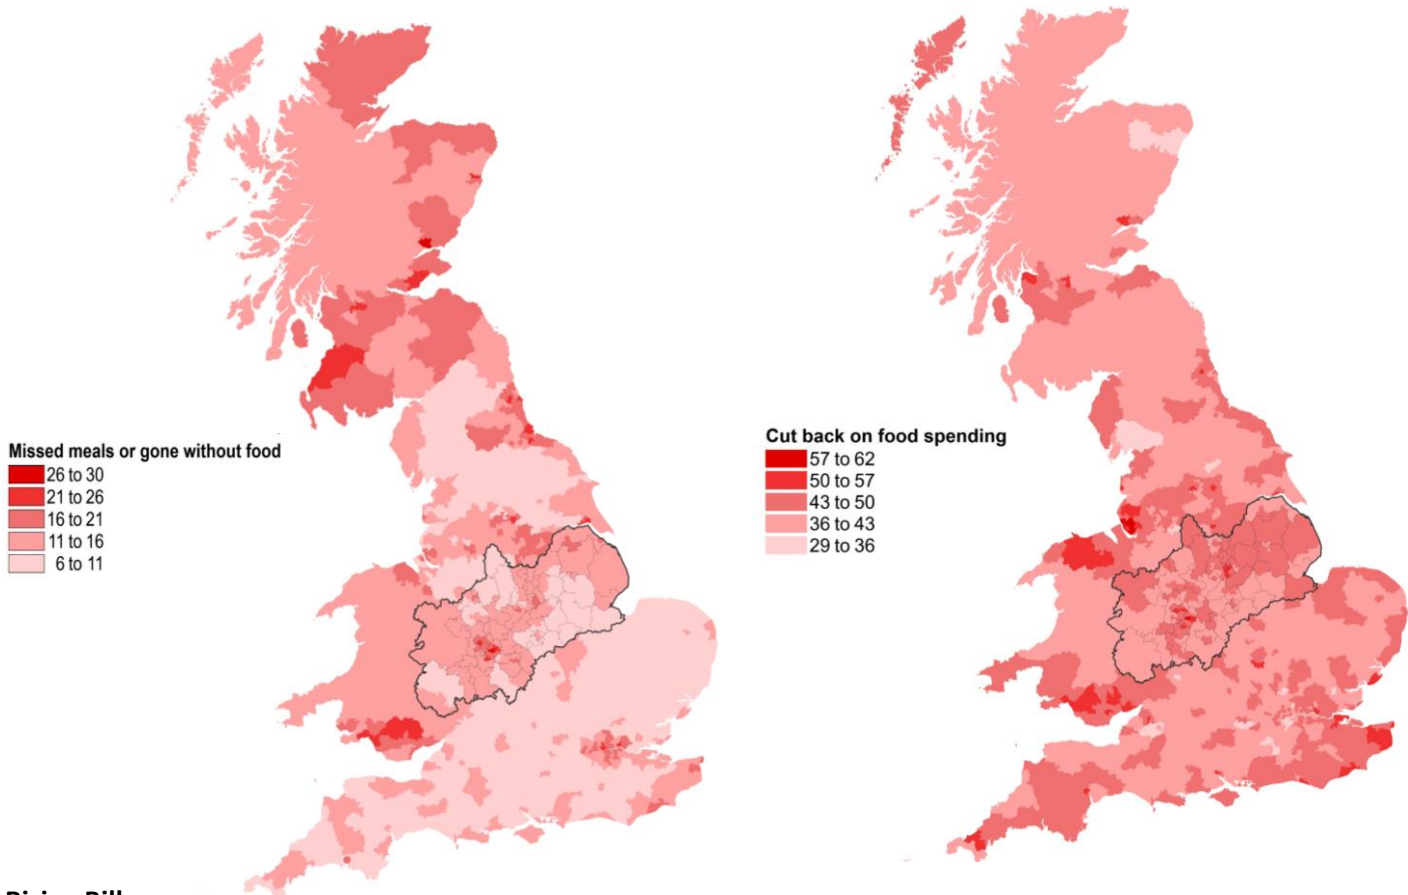 Missed meals or gone without food
26 to 30
21 to 26
16 to 21
11 to 16
6 to 11
Cut back on food spending
57 to 62
50 to 57
43 to 50
36 to 43
29 to 36